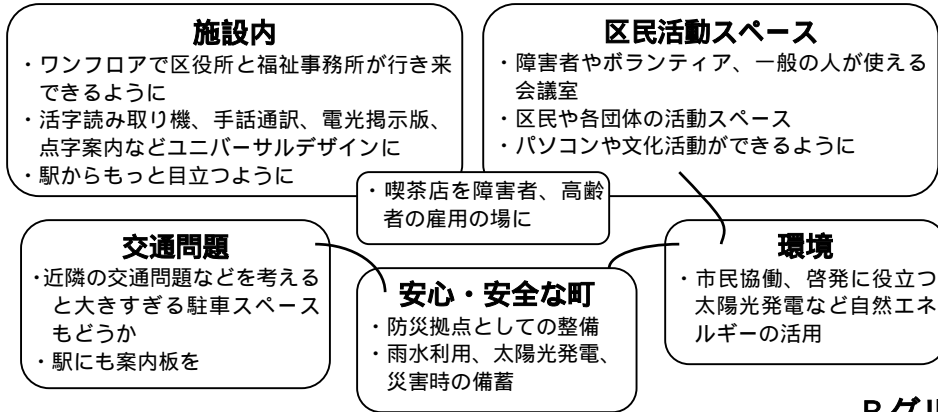 施設内
・ワンフロアで区役所と福祉事務所が行き来
できるように
・活字読み取り機、手話通訳、電光掲示版、
点字案内などユニバーサルデザインに
・駅からもっと目立つように
区民活動スペース
・障害者やボランティア、一般の人が使える
会議室
・区民や各団体の活動スペース
・パソコンや文化活動ができるように
・喫茶店を障害者、高齢
者の雇用の場に
交通問題
・近隣の交通問題などを考える
と大きすぎる駐車スペース
もどうか
・駅にも案内板を
安心・安全な町
・防災拠点としての整備
・雨水利用、太陽光発電、
災害時の備蓄
環境
・市民協働、啓発に役立つ
太陽光発電など自然エネ
ルギーの活用